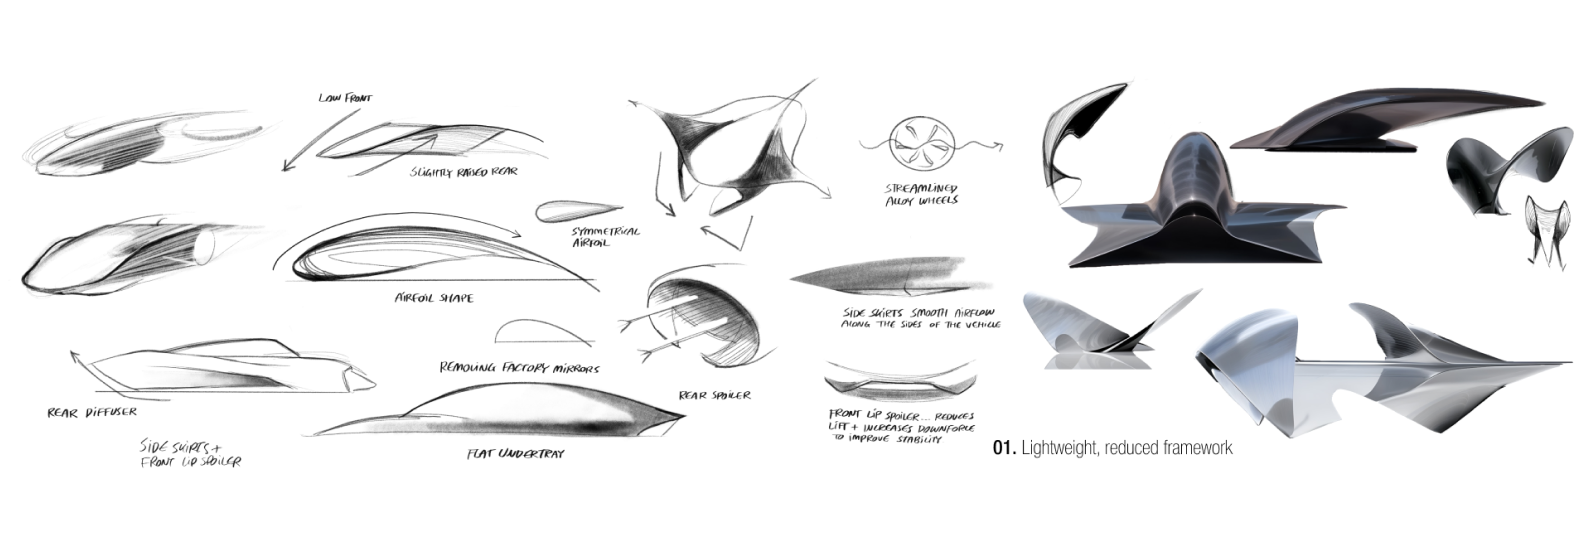 LOW FRONT
SLIGHTLY RAISED REAR
SYMMETRICAL
AIRFOIL
STREAMLINED
ALLOY WHEELS
AIRFOIL SHAPE
SIDE SKIRTS SMOOTH AIRFLOW
ALONG THE SIDES OF THE VEHICLE
REMOVING FACTORY MIRRORS
REAR SPOILER
REAR DIFFUSER
FRONT LIP SPOILER... REDUCES
LIFT + INCREASES DOWNFORCE
TO IMPROVE STABILITY
SIDE SKIRTS +
FRONT LIP SPOILER
FLAT UNDERTRAY
01. Lightweight, reduced framework